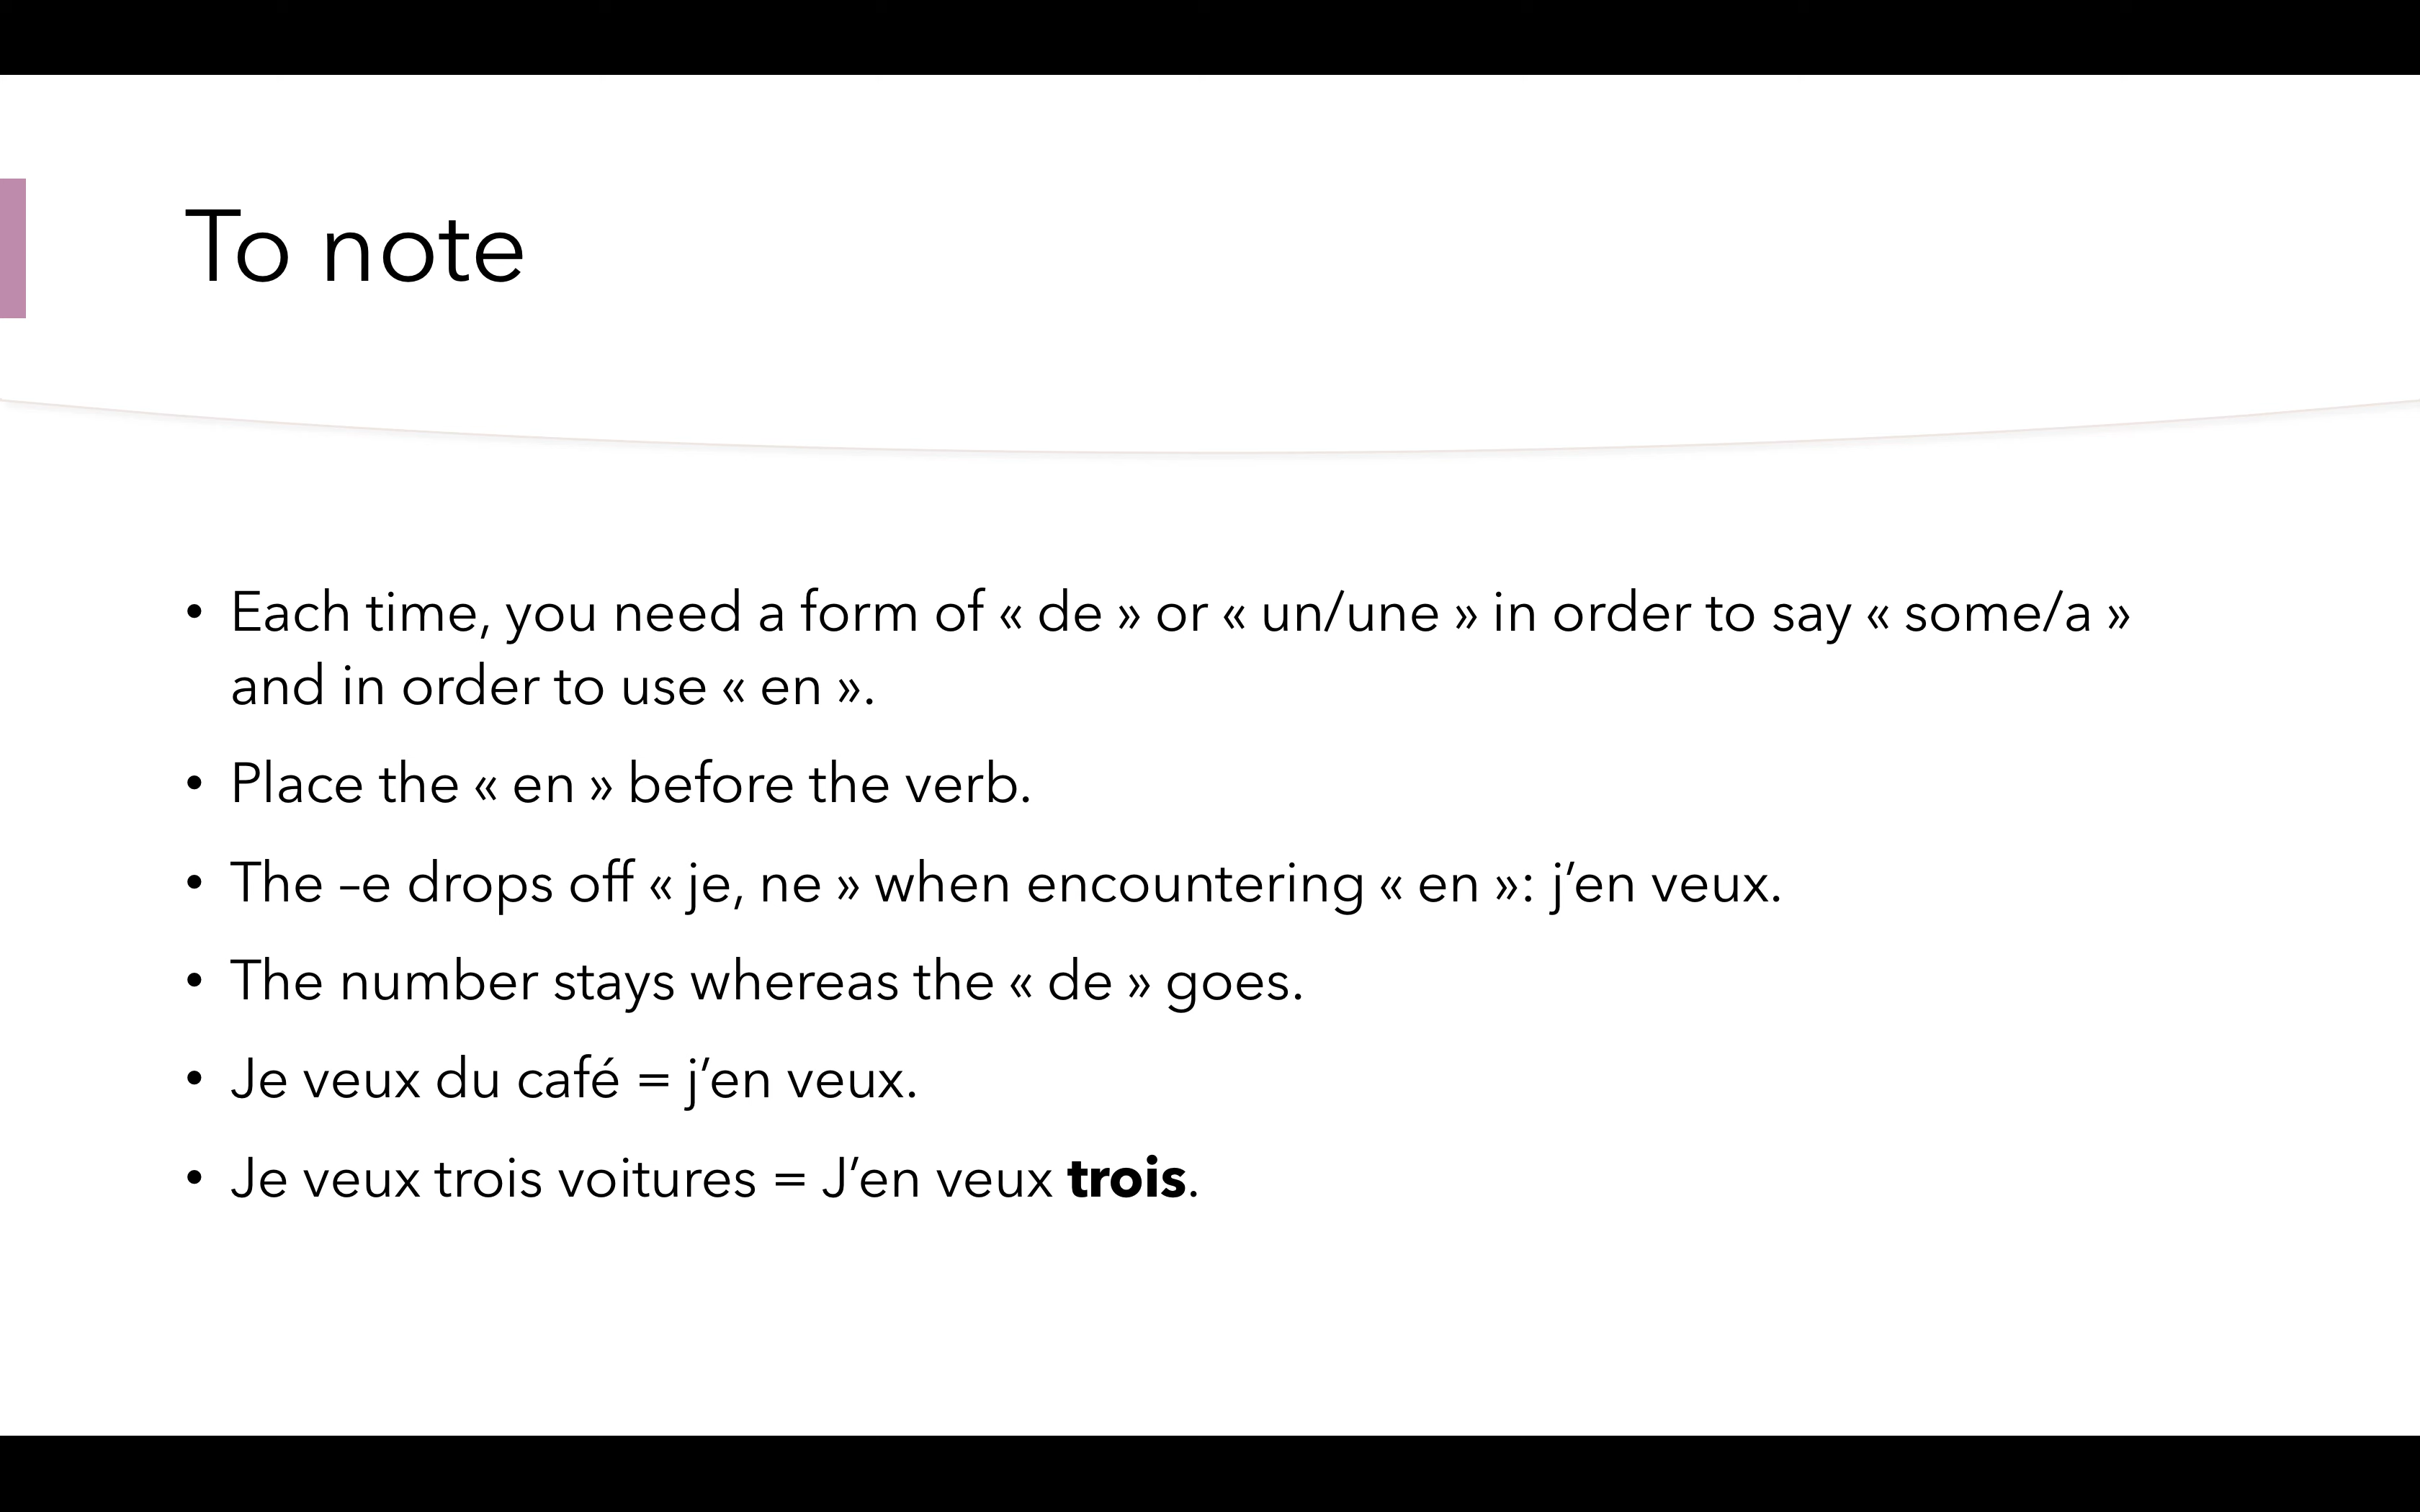 To note
• Each time, you need a form of « de » or « un/une » in order to say « some/a »
and in order to use « en ».
• Place the « en » before the verb.
• The –e drops off « je, ne » when encountering « en »: j’en veux.
• The number stays whereas the « de » goes.
• Je veux du café = j’en veux.
• Je veux trois voitures = J’en veux trois.